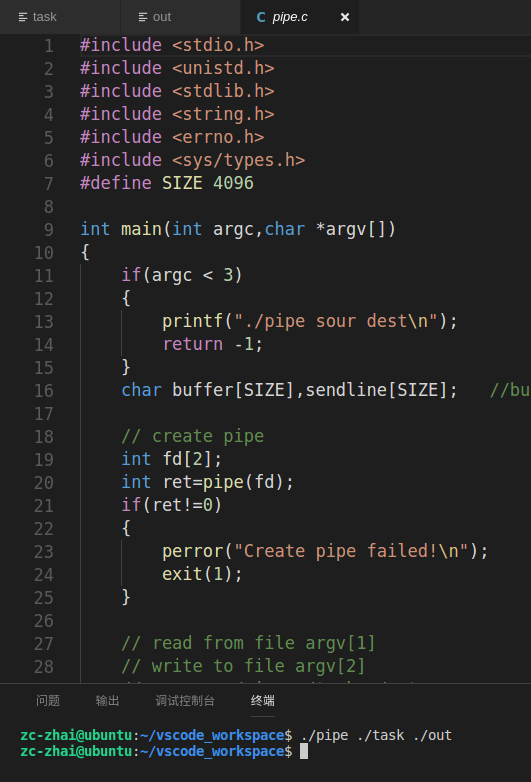 task out C pipe.c
1 #include <stdio.h>
2 #include <unistd.h>
3 #include <stdlib.h>
4 #include <string.h>
5 #include <errno.h>
6 #include <sys/types.h>
7 #define SIZE 4096
8
9 int main(int argc,char *argv[])
10 {
11     if(argc < 3)
12     {
13         printf("./pipe sour dest\n");
14         return -1;
15     }
16     char buffer[SIZE],sendline[SIZE];   //bu
17
18     // create pipe
19     int fd[2];
20     int ret=pipe(fd);
21     if(ret!=0)
22     {
23         perror("Create pipe failed!\n");
24         exit(1);
25     }
26
27     // read from file argv[1]
28     // write to file argv[2]
问题 输出 调试控制台 终端
zc-zhai@ubuntu:~/vscode_workspace$ ./pipe ./task ./out
zc-zhai@ubuntu:~/vscode_workspace$